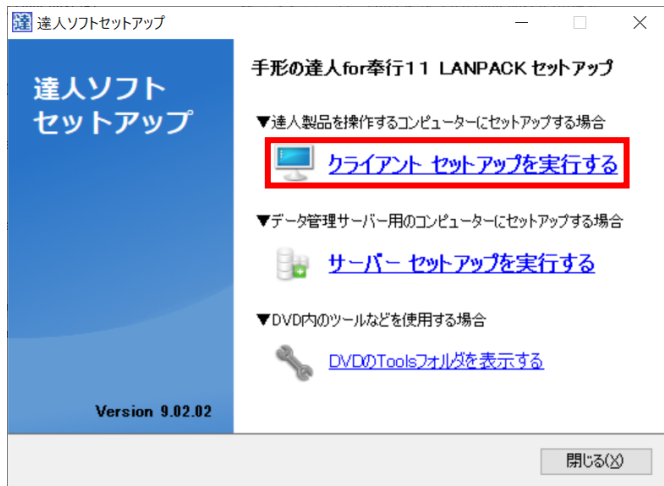 達 達人ソフトセットアップ
達人ソフト
セットアップ
手形の達人for奉行11 LANPACK セットアップ
▼達人製品を操作するコンピューターにセットアップする場合
クライアント セットアップを実行する
▼データ管理サーバー用のコンピューターにセットアップする場合
サーバー セットアップを実行する
▼DVD内のツールなどを使用する場合
DVDのToolsフォルダを表示する
Version 9.02.02
閉じる(X)